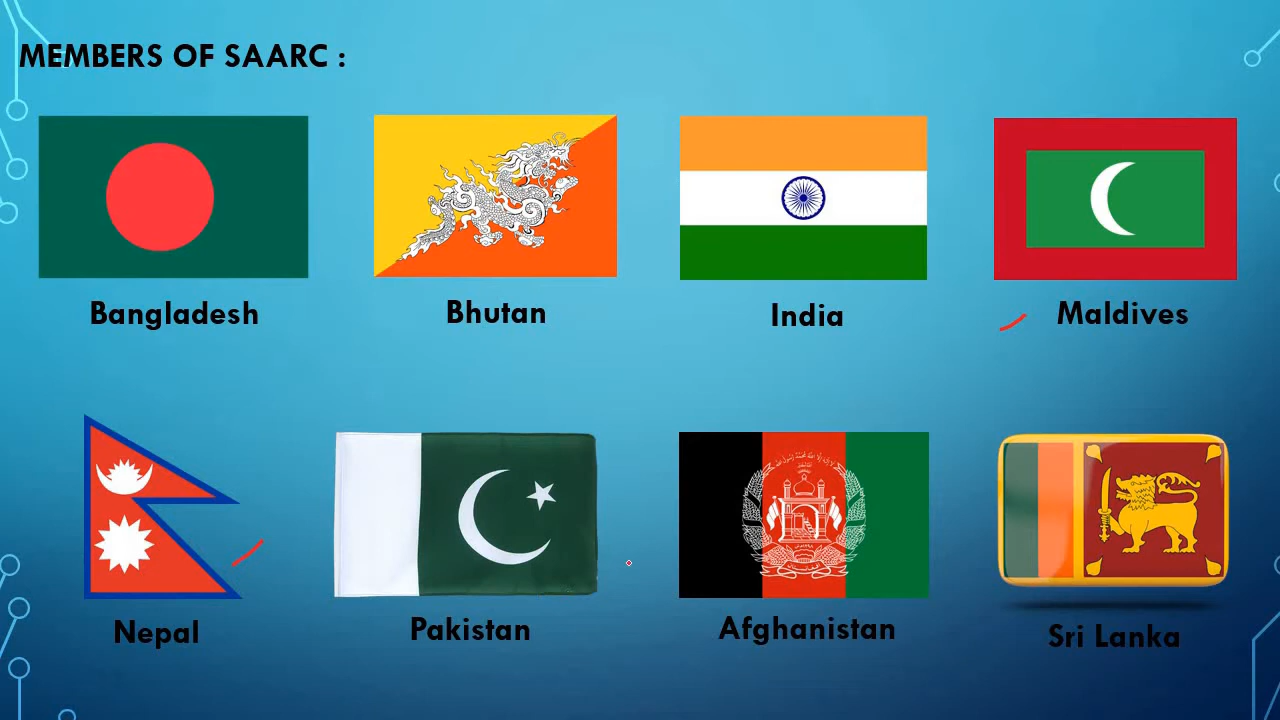 MEMBERS OF SAARC :
Bangladesh
Bhutan
India
Maldives
Nepal
Pakistan
Afghanistan
Sri Lanka